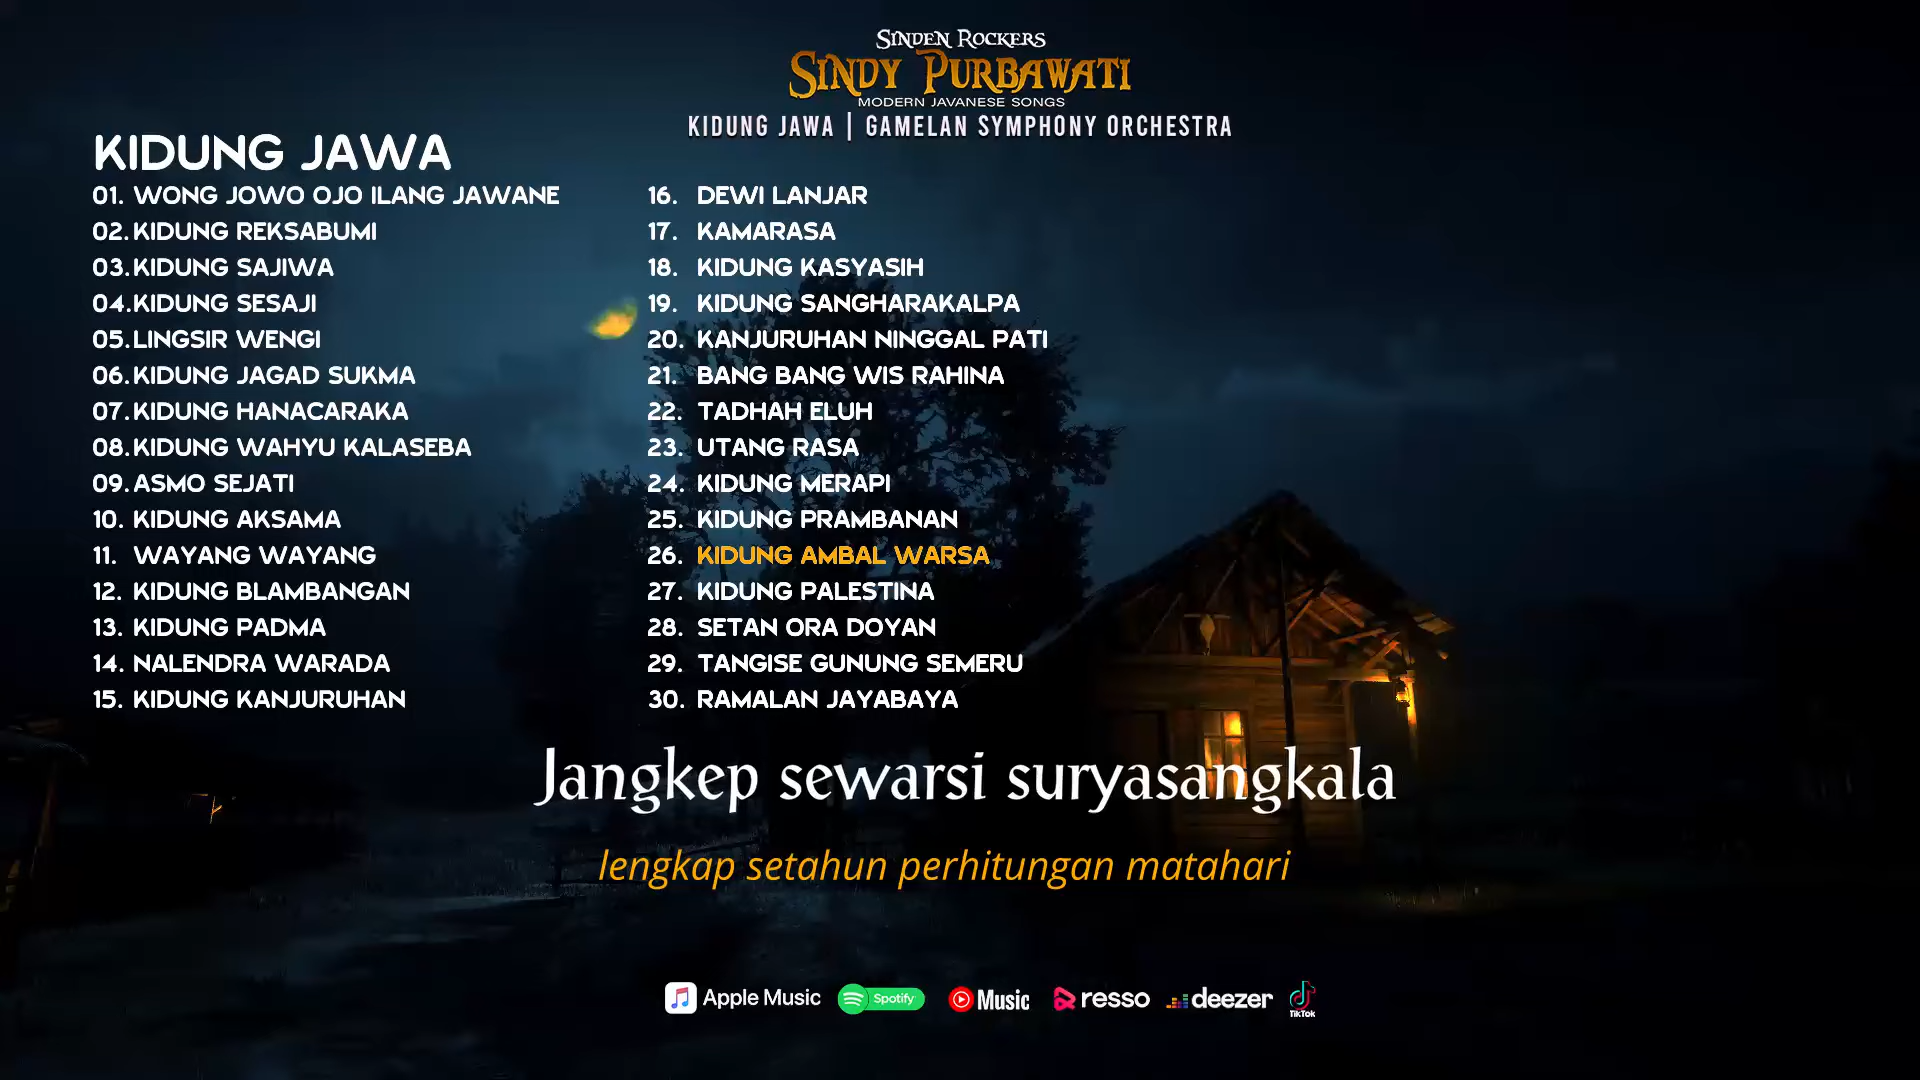 SINDEN ROCKERS
SINDY PURBAWATI
MODERN JAVANESE SONGS
KIDUNG JAWA | GAMELAN SYMPHONY ORCHESTRA
KIDUNG JAWA
01. WONG JOWO OJO ILANG JAWANE
02. KIDUNG REKSABUMI
03. KIDUNG SAJIWA
04. KIDUNG SESAJI
05. LINGSIR WENGI
06. KIDUNG JAGAD SUKMA
07. KIDUNG HANACARAKA
08. KIDUNG WAHYU KALASEBA
09. ASMO SEJATI
10. KIDUNG AKSAMA
11. WAYANG WAYANG
12. KIDUNG BLAMBANGAN
13. KIDUNG PADMA
14. NALENDRA WARADA
15. KIDUNG KANJURUHAN
16. DEWI LANJAR
17. KAMARASA
18. KIDUNG KASYASIH
19. KIDUNG SANGHARAKALPA
20. KANJURUHAN NINGGAL PATI
21. BANG BANG WIS RAHINA
22. TADHAH ELUH
23. UTANG RASA
24. KIDUNG MERAPI
25. KIDUNG PRAMBANAN
26. KIDUNG AMBAL WARSA
27. KIDUNG PALESTINA
28. SETAN ORA DOYAN
29. TANGISE GUNUNG SEMERU
30. RAMALAN JAYABAYA
Jangkep sewarsi suryasangkala
lengkap setahun perhitungan matahari
Apple Music Spotify Music resso deezer TikTok